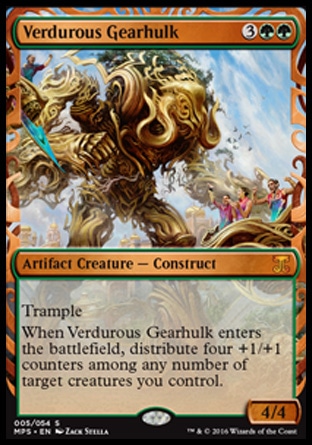 Verdurous Gearhulk 3
Artifact Creature — Construct
Trample
When Verdurous Gearhulk enters
the battlefield, distribute four +1/+1
counters among any number of
target creatures you control.
4/4
005/054 S
MPS • EN Zack Stella
™ & © 2016 Wizards of the Coast